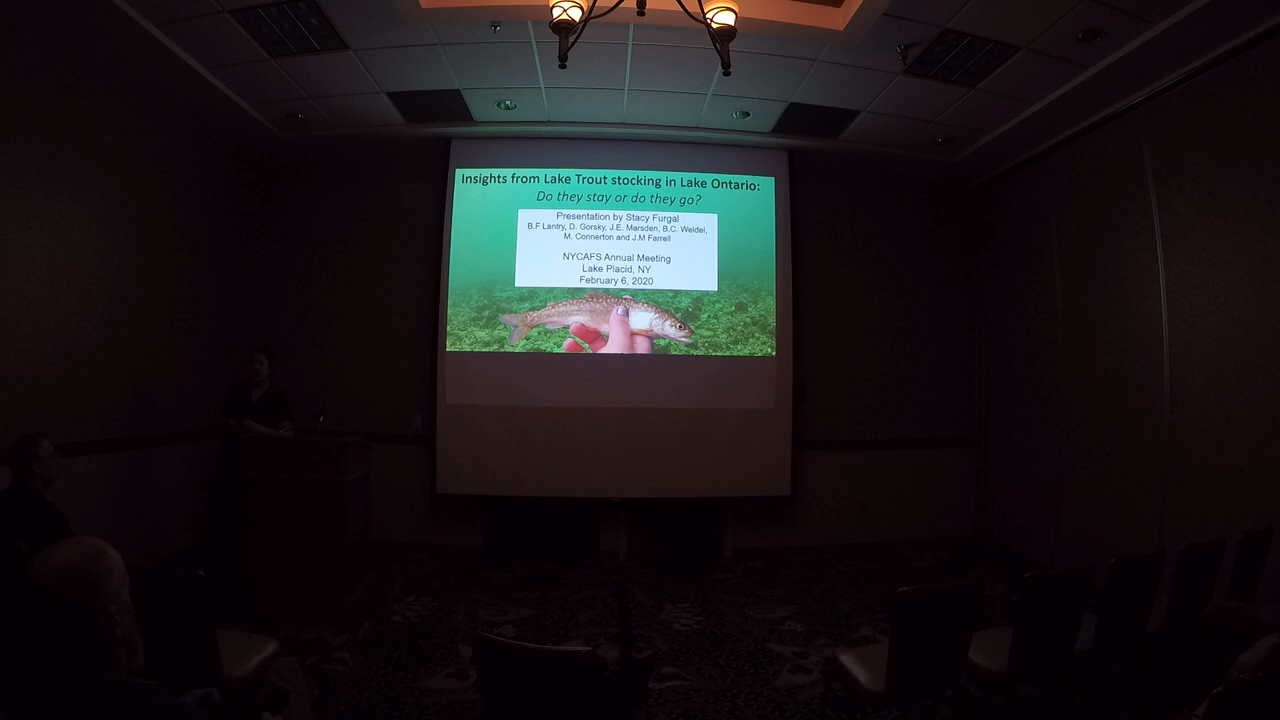 Insights from Lake Trout stocking in Lake Ontario:
Do they stay or do they go?
Presentation by Stacy Furgal
B.F Lantry, D. Gorsky, J.E. Marsden, B.C. Weidel,
M. Connerton and J.M Farrell
NYCAFS Annual Meeting
Lake Placid, NY
February 6, 2020